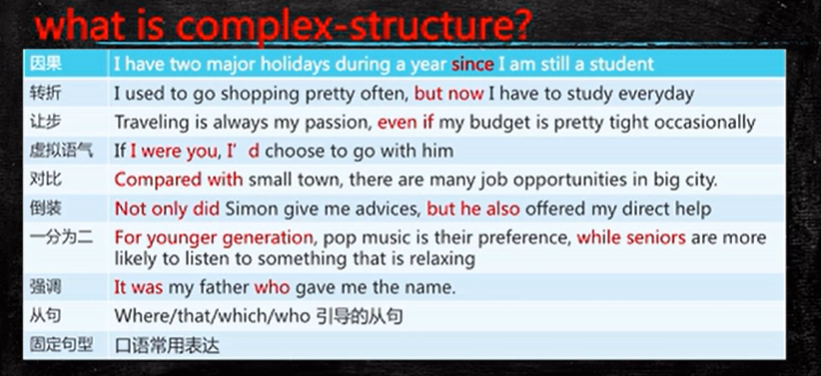 what is complex-structure?
因果 I have two major holidays during a year since I am still a student
转折 I used to go shopping pretty often, but now I have to study everyday
让步 Traveling is always my passion, even if my budget is pretty tight occasionally
虚拟语气 If I were you, I'd choose to go with him
对比 Compared with small town, there are many job opportunities in big city.
倒装 Not only did Simon give me advices, but he also offered my direct help
一分为二 For younger generation, pop music is their preference, while seniors are more
likely to listen to something that is relaxing
强调 It was my father who gave me the name.
从句 Where/that/which/who 引导的从句
固定句型 口语常用表达